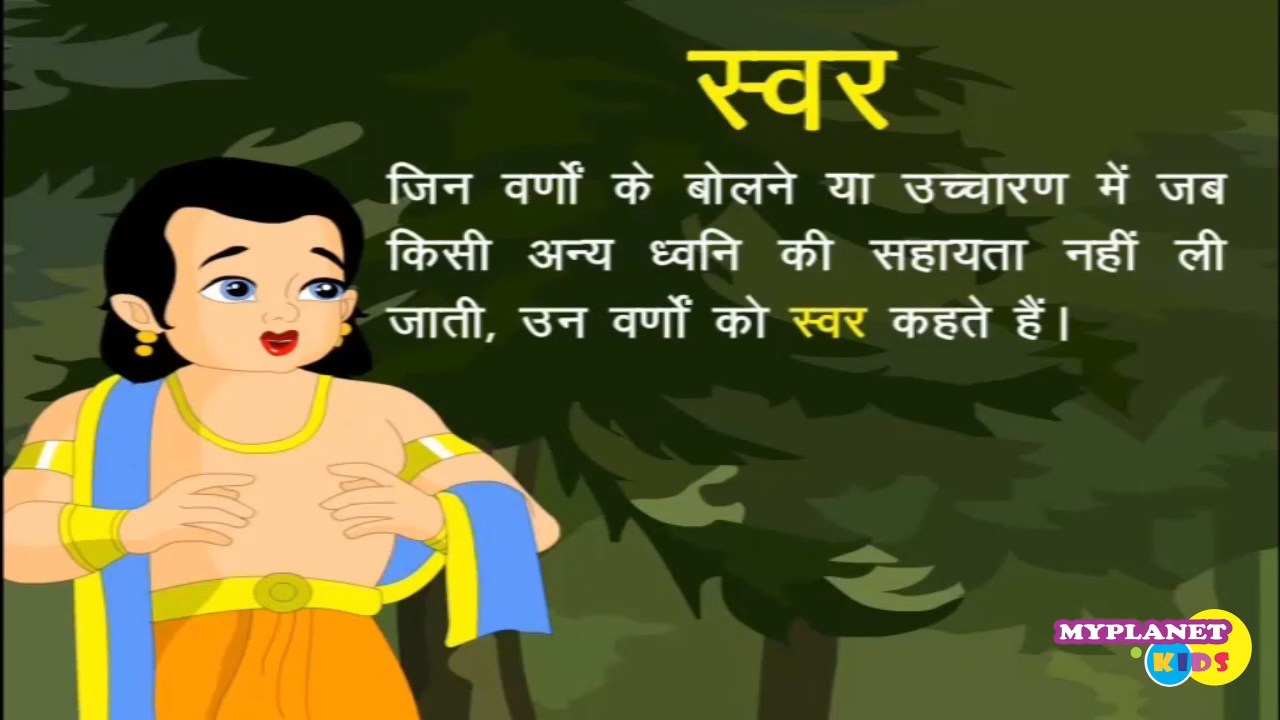 स्वर
जिन वर्णों के बोलने या उच्चारण में जब
किसी अन्य ध्वनि की सहायता नहीं ली
जाती, उन वर्णों को स्वर कहते हैं।
MYPLANET
KIDS